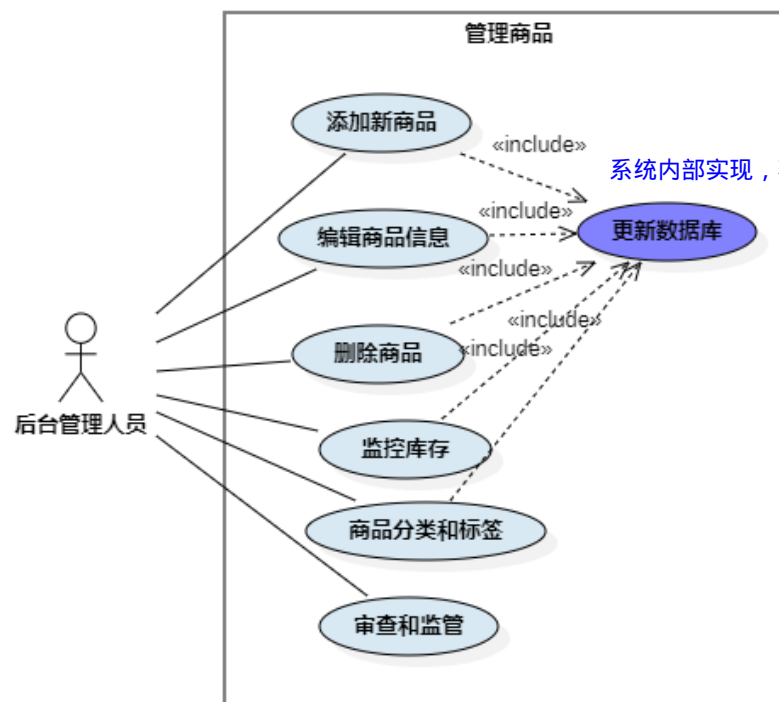 管理商品
添加新商品
«include»
系统内部实现，
«include»
编辑商品信息
更新数据库
«include»
«include»
删除商品
«include»
后台管理人员
监控库存
商品分类和标签
审查和监管